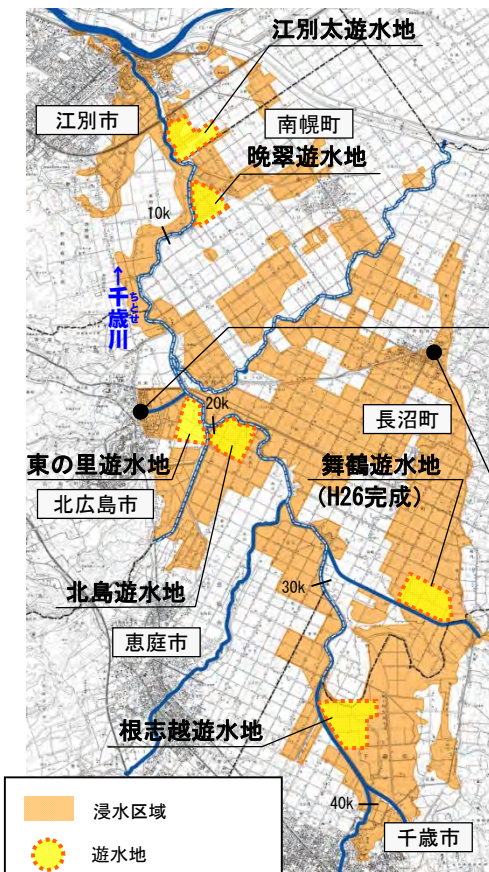 江別太遊水地
江別市
南幌町
晩翠遊水地
10k
←千歳川
ちとせ
20k
長沼町
東の里遊水地
舞鶴遊水地
(H26完成)
北広島市
北島遊水地
30k
恵庭市
根志越遊水地
40k
千歳市
浸水区域
遊水地